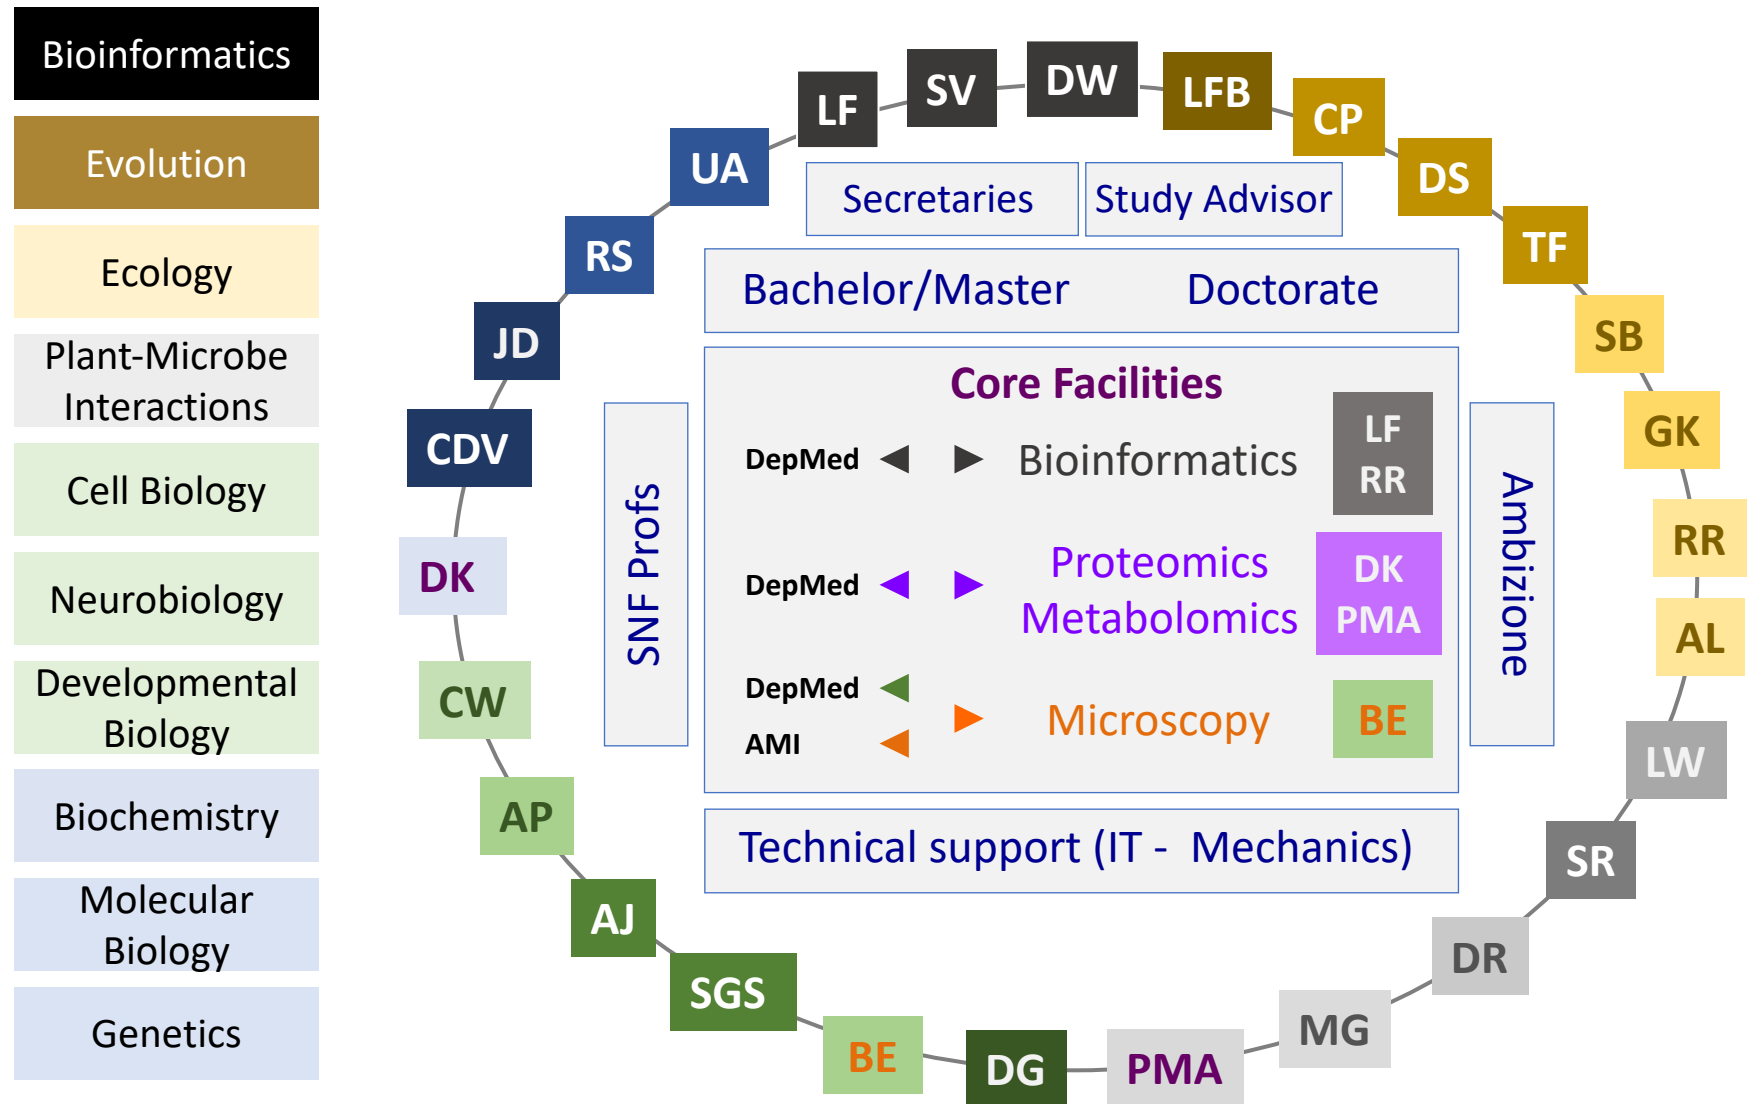 Bioinformatics
Evolution
Ecology
Plant-Microbe
Interactions
Cell Biology
Neurobiology
Developmental
Biology
Biochemistry
Molecular
Biology
Genetics
LF
SV
DW
LFB
CP
DS
TF
SB
GK
RR
AL
LW
SR
DR
MG
PMA
DG
BE
SGS
AJ
AP
CW
DK
CDV
JD
RS
UA
Secretaries
Study Advisor
Bachelor/Master
Doctorate
SNF Profs
Core Facilities
DepMed
Bioinformatics
LF
RR
DepMed
Proteomics
Metabolomics
DK
PMA
DepMed
AMI
Microscopy
BE
Ambizione
Technical support (IT - Mechanics)